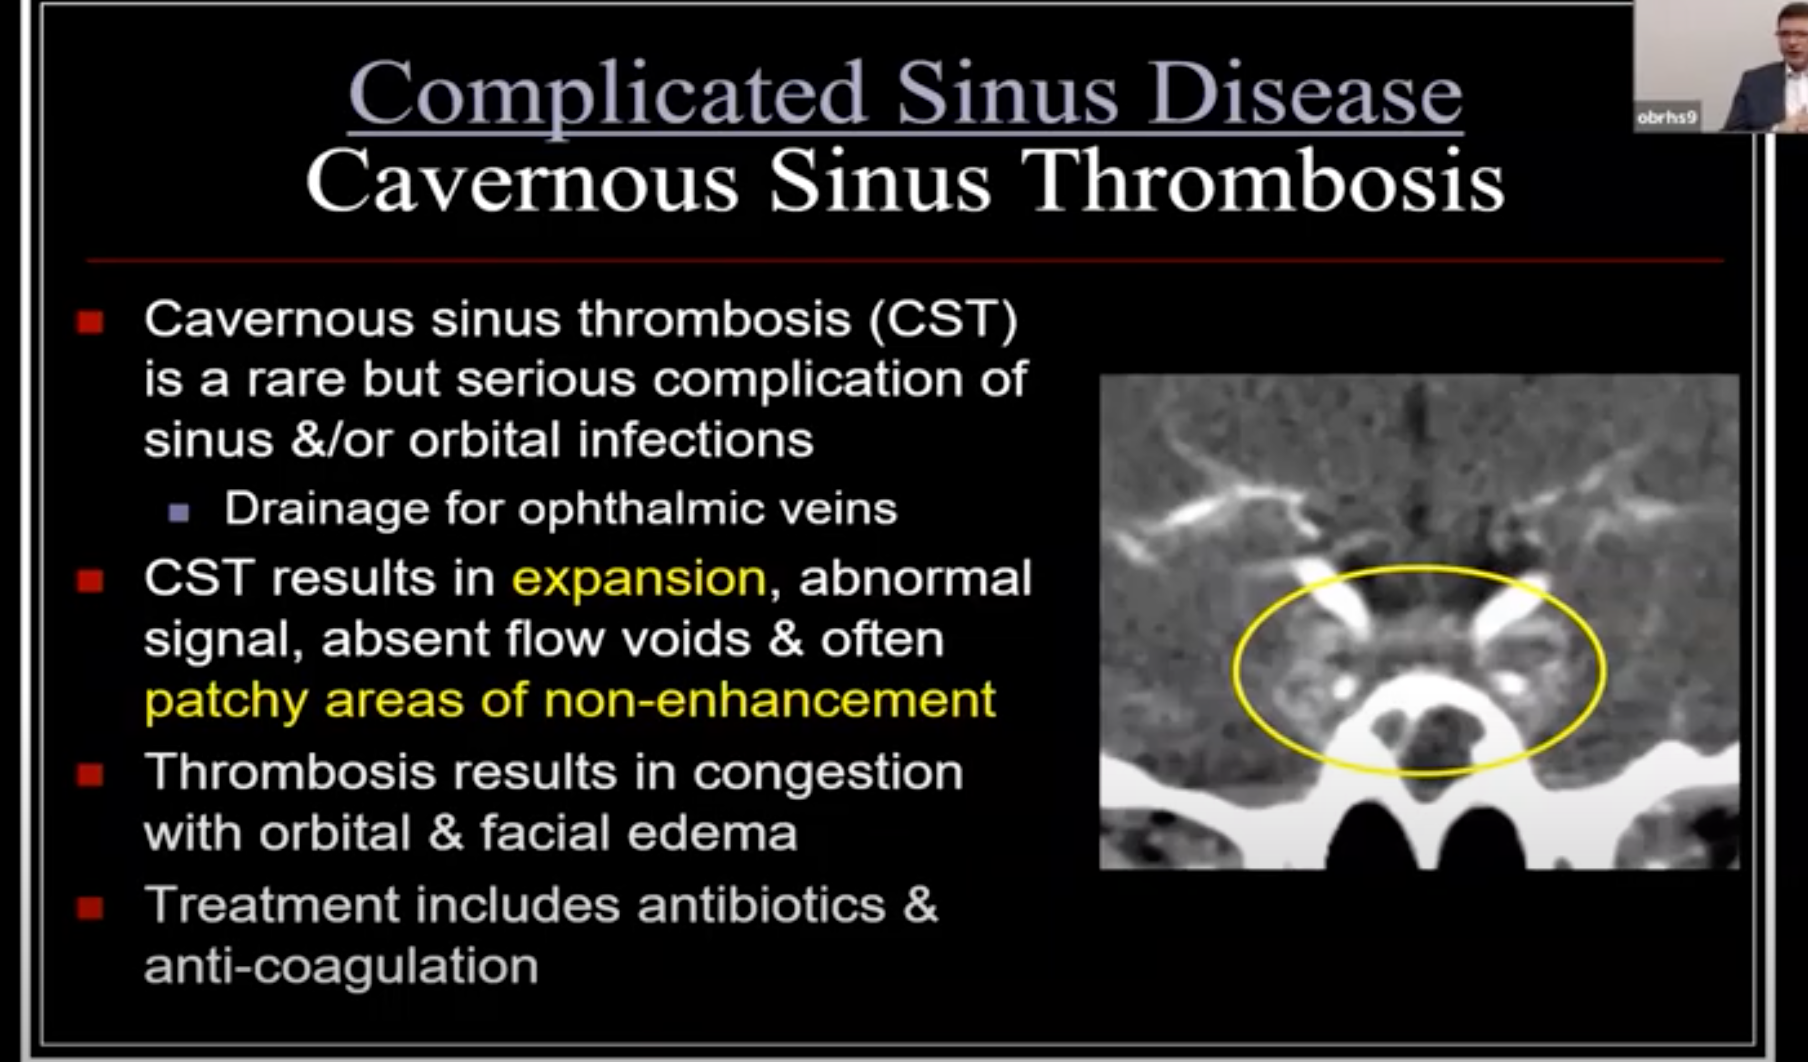 Complicated Sinus Disease
Cavernous Sinus Thrombosis
obrhs9
Cavernous sinus thrombosis (CST)
is a rare but serious complication of
sinus &/or orbital infections
Drainage for ophthalmic veins
CST results in expansion, abnormal
signal, absent flow voids & often
patchy areas of non-enhancement
Thrombosis results in congestion
with orbital & facial edema
Treatment includes antibiotics &
anti-coagulation